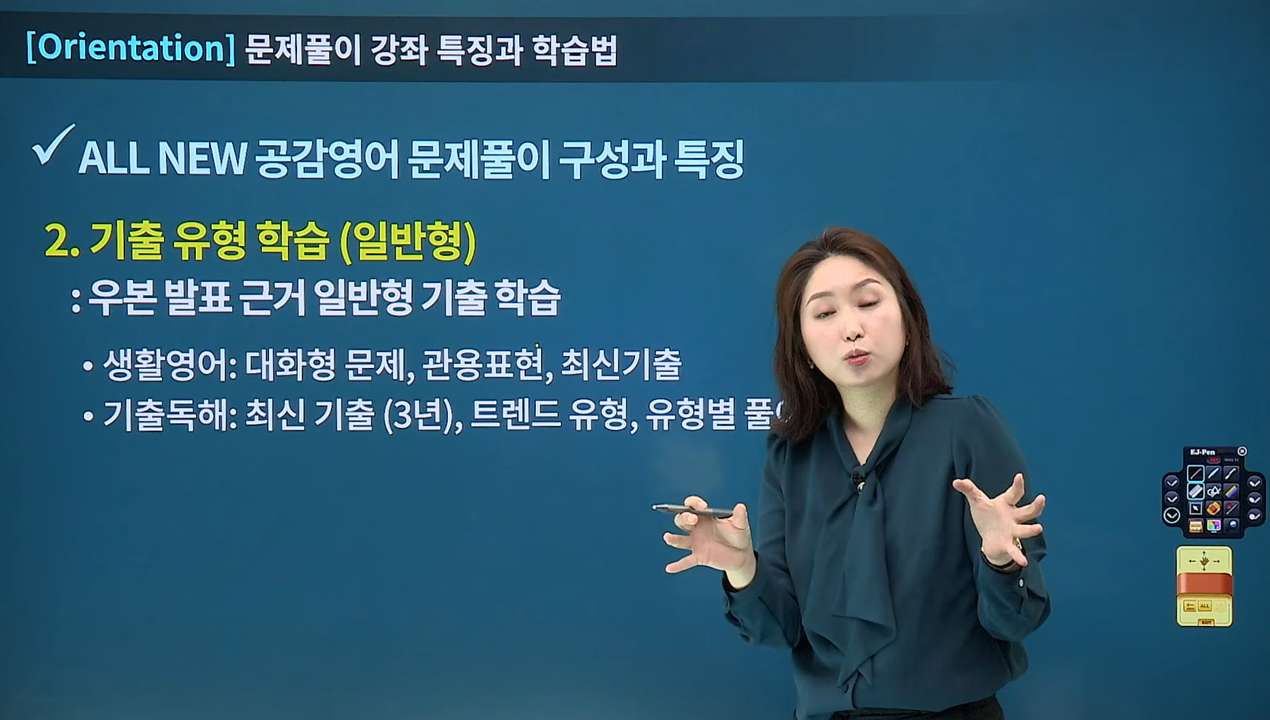 [Orientation] 문제풀이 강좌 특징과 학습법
ALL NEW 공감영어 문제풀이 구성과 특징
2. 기출 유형 학습 (일반형)
: 우본 발표 근거 일반형 기출 학습
• 생활영어: 대화형 문제, 관용표현, 최신기출
• 기출독해: 최신 기출 (3년), 트렌드 유형, 유형별
EJ-Pen
ALL